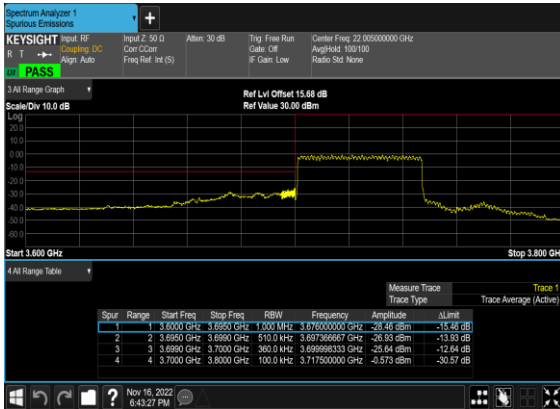 Spectrum Analyzer 1
Spurious Emissions
+
KEYSIGHT Input: RF Input Z: 50 Ω Atten: 30 dB Trig: Free Run Center Freq: 22.005000000 GHz
R T Coupling: DC Corr CCorr Gate: Off Avg|Hold: 100/100
Align: Auto Freq Ref: Int (S) IF Gain: Low Radio Std: None
LVI PASS
3 All Range Graph
Scale/Div 10.0 dB Ref Lvl Offset 15.68 dB
Ref Value 30.00 dBm
Log
20.0
10.0
0.00
-10.0
-20.0
-30.0
-40.0
-50.0
-60.0
Start 3.600 GHz Stop 3.800 GH
4 All Range Table
Measure Trace Trace 1
Trace Type Trace Average (Active)
Spur Range Start Freq Stop Freq RBW Frequency Amplitude ΔLimit
1 1 3.6000 GHz 3.6950 GHz 1.000 MHz 3.676000000 GHz -28.46 dBm -15.46 dB
2 2 3.6950 GHz 3.6990 GHz 510.0 kHz 3.697366667 GHz -26.93 dBm -13.93 dB
3 3 3.6990 GHz 3.7000 GHz 360.0 kHz 3.699998333 GHz -25.64 dBm -12.64 dB
4 4 3.7000 GHz 3.8000 GHz 100.0 kHz 3.717500000 GHz -0.573 dBm -30.57 dB
? Nov 16, 2022
6:43:27 PM